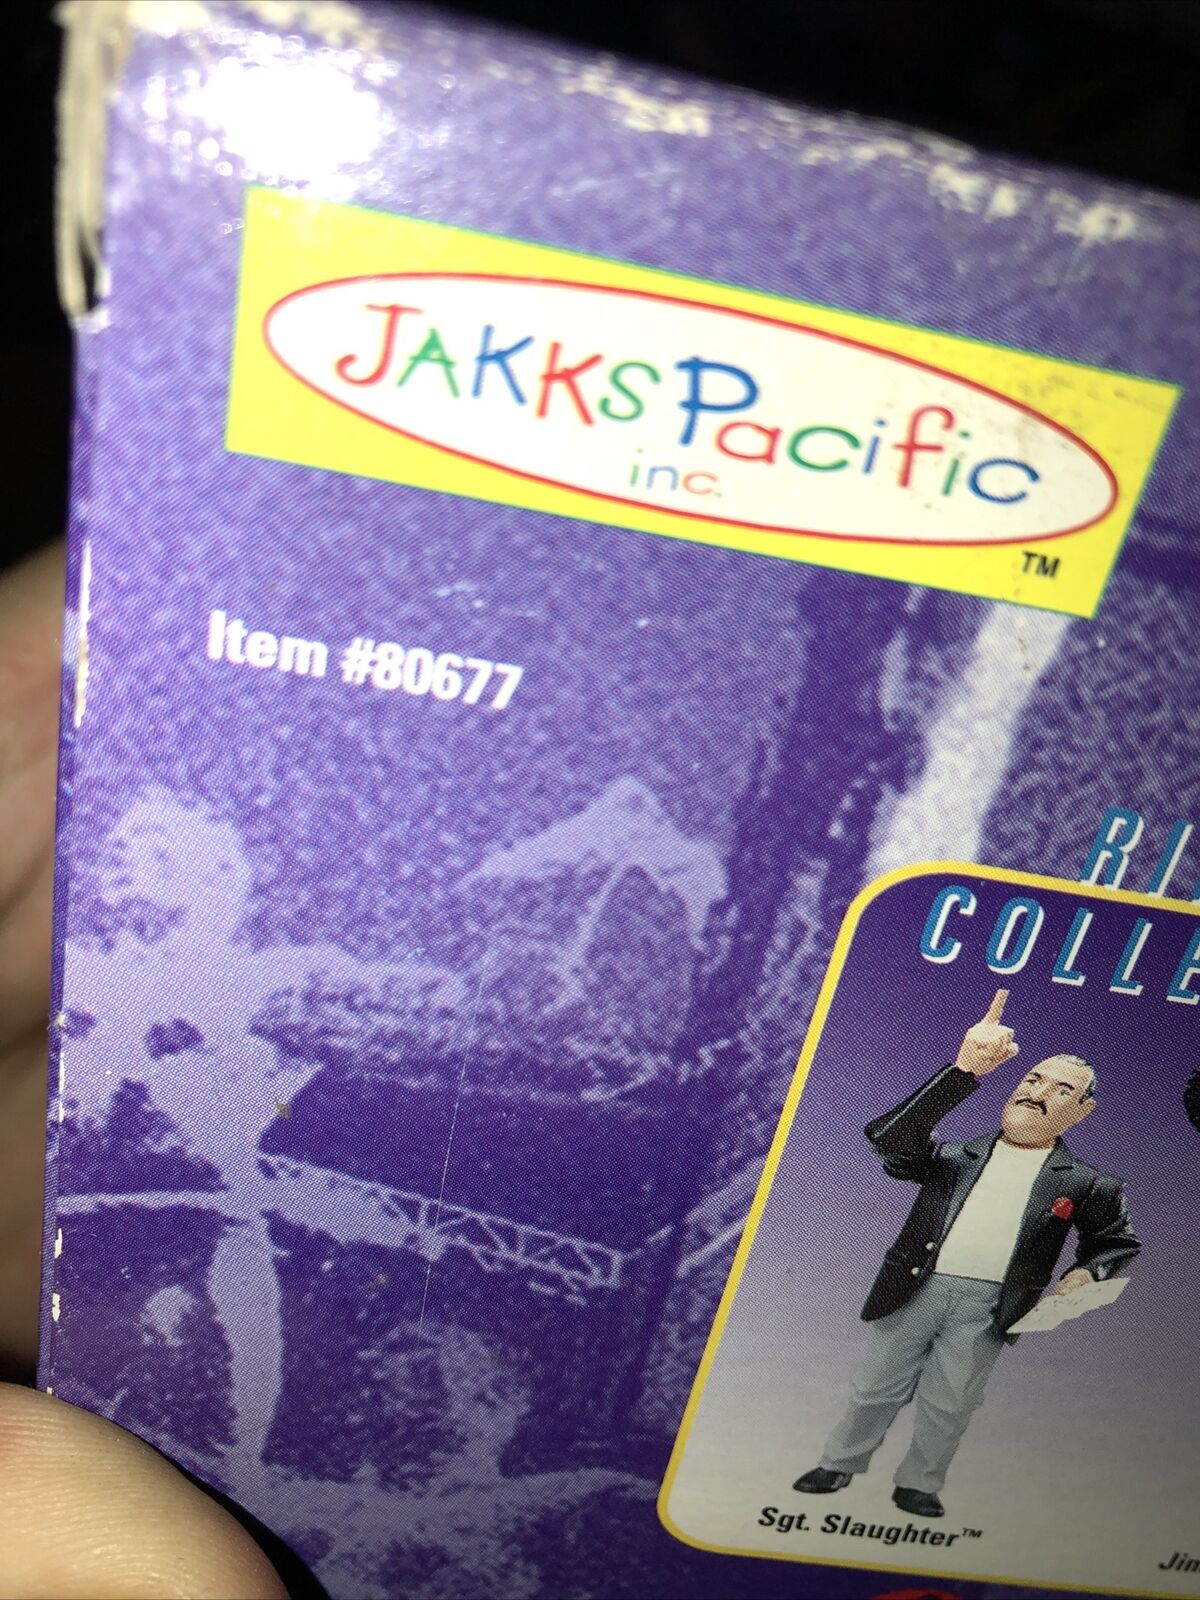 JAKKS Pacific
inc.
TM
Item #80677
COLLE
Sgt. Slaughter™